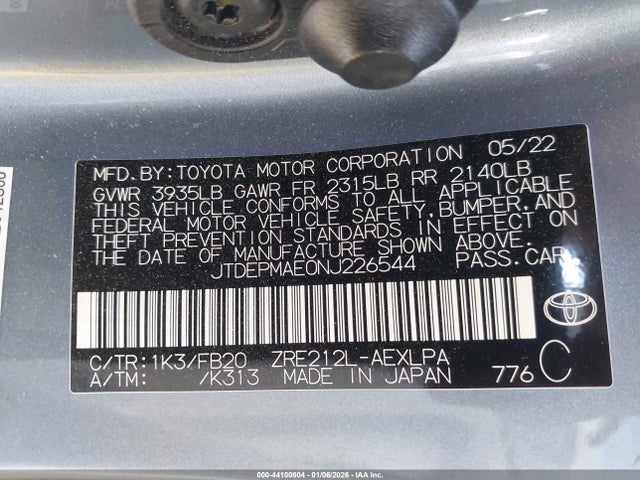 MFD.BY:TOYOTA MOTOR CORPORATION 05/22
GVWR 3935LB GAWR FR 2315LB RR 2140LB
THIS VEHICLE CONFORMS TO ALL APPLICABLE
FEDERAL MOTOR VEHICLE SAFETY,BUMPER,AND
THEFT PREVENTION STANDARDS IN EFFECT ON
THE DATE OF MANUFACTURE SHOWN ABOVE.
JTDEPMAE0NJ226544 PASS.CAR
C/TR:1K3/FB20 ZRE212L-AEXLPA
A/TM: /K313 MADE IN JAPAN 776 C
000-44100804 | 01/06/2026 | IAA Inc.